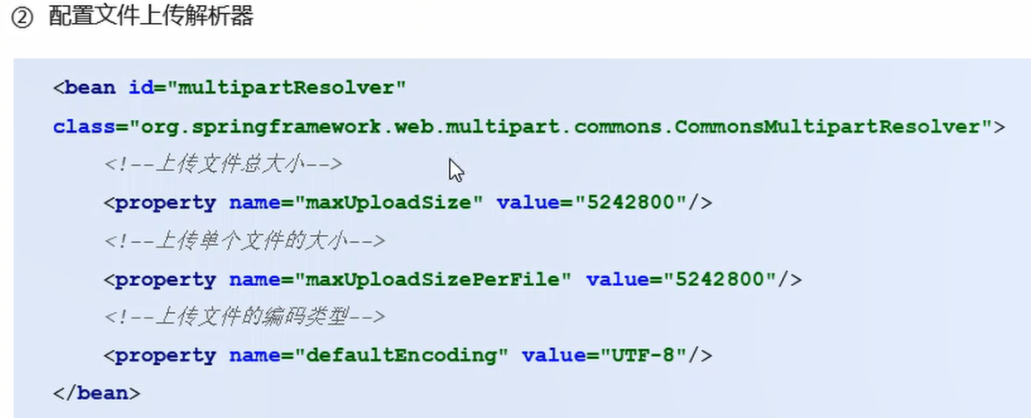 ② 配置文件上传解析器
<bean id="multipartResolver"
class="org.springframework.web.multipart.commons.CommonsMultipartResolver">
<!--上传文件总大小-->
<property name="maxUploadSize" value="5242800"/>
<!--上传单个文件的大小-->
<property name="maxUploadSizePerFile" value="5242800"/>
<!--上传文件的编码类型-->
<property name="defaultEncoding" value="UTF-8"/>
</bean>